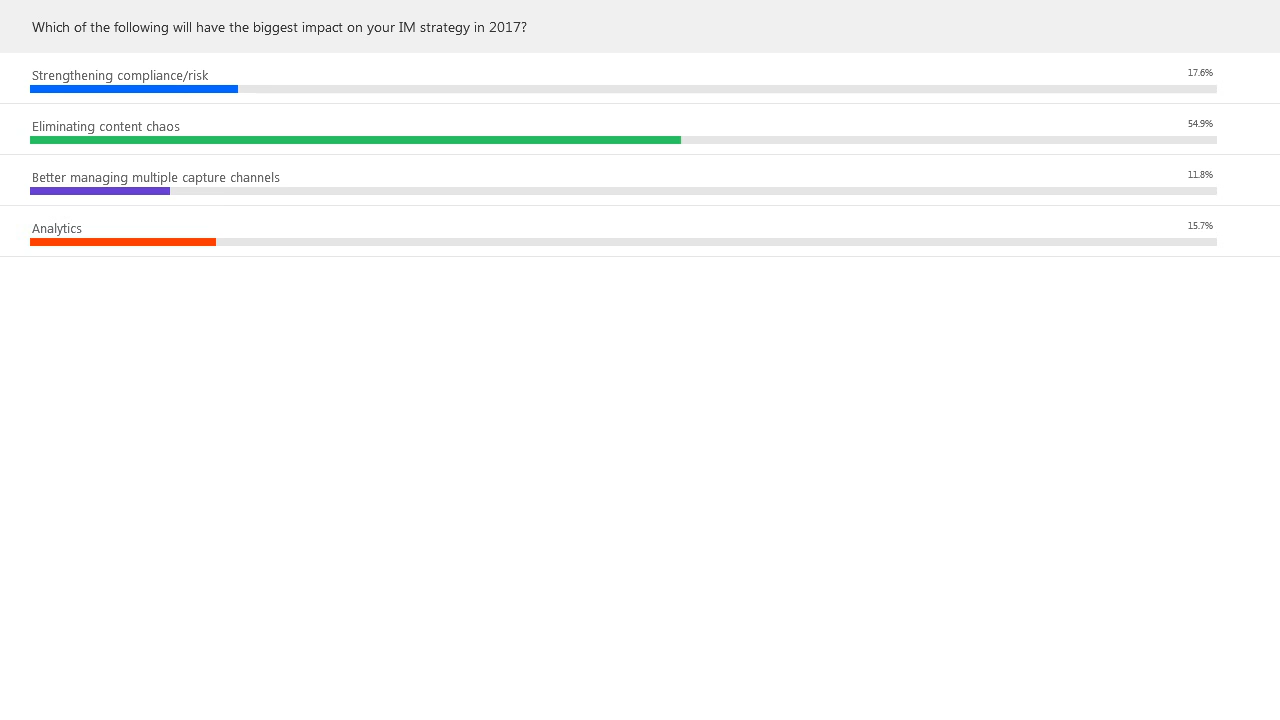 Which of the following will have the biggest impact on your IM strategy in 2017?
Strengthening compliance/risk 17.6%
Eliminating content chaos 54.9%
Better managing multiple capture channels 11.8%
Analytics 15.7%